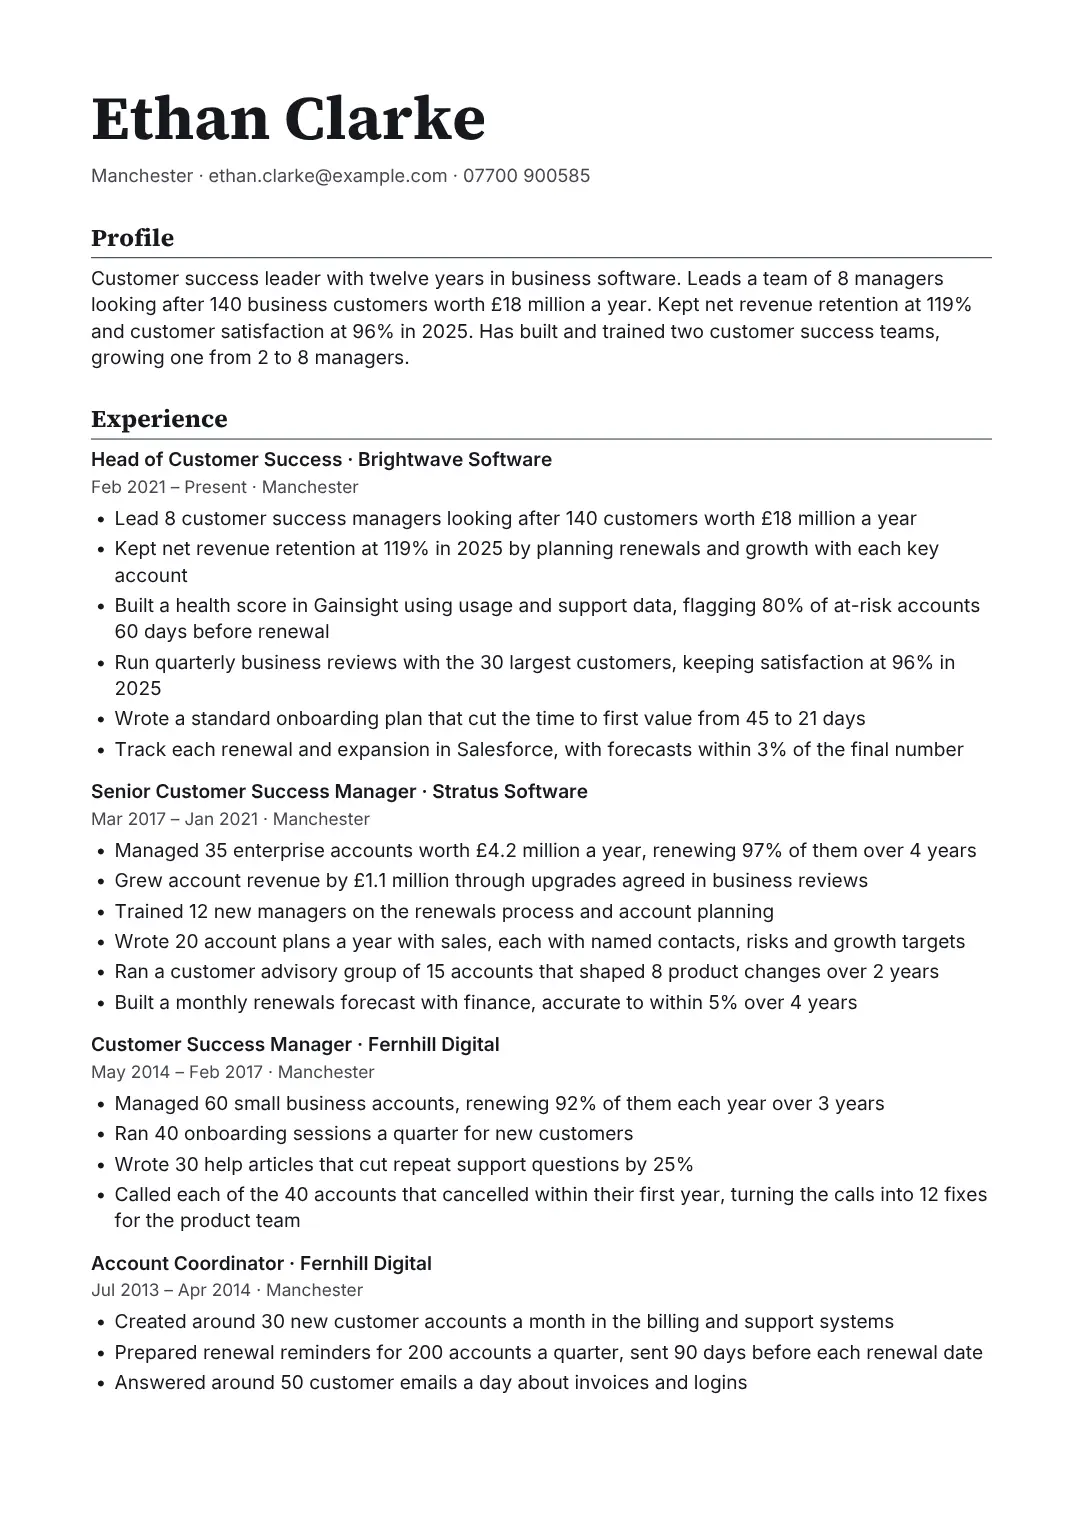 Ethan Clarke
Manchester · ethan.clarke@example.com · 07700 900585
Profile
Customer success leader with twelve years in business software. Leads a team of 8 managers
looking after 140 business customers worth £18 million a year. Kept net revenue retention at 119%
and customer satisfaction at 96% in 2025. Has built and trained two customer success teams,
growing one from 2 to 8 managers.
Experience
Head of Customer Success · Brightwave Software
Feb 2021 – Present · Manchester
• Lead 8 customer success managers looking after 140 customers worth £18 million a year
• Kept net revenue retention at 119% in 2025 by planning renewals and growth with each key
account
• Built a health score in Gainsight using usage and support data, flagging 80% of at-risk accounts
60 days before renewal
• Run quarterly business reviews with the 30 largest customers, keeping satisfaction at 96% in
2025
• Wrote a standard onboarding plan that cut the time to first value from 45 to 21 days
• Track each renewal and expansion in Salesforce, with forecasts within 3% of the final number
Senior Customer Success Manager · Stratus Software
Mar 2017 – Jan 2021 · Manchester
• Managed 35 enterprise accounts worth £4.2 million a year, renewing 97% of them over 4 years
• Grew account revenue by £1.1 million through upgrades agreed in business reviews
• Trained 12 new managers on the renewals process and account planning
• Wrote 20 account plans a year with sales, each with named contacts, risks and growth targets
• Ran a customer advisory group of 15 accounts that shaped 8 product changes over 2 years
• Built a monthly renewals forecast with finance, accurate to within 5% over 4 years
Customer Success Manager · Fernhill Digital
May 2014 – Feb 2017 · Manchester
• Managed 60 small business accounts, renewing 92% of them each year over 3 years
• Ran 40 onboarding sessions a quarter for new customers
• Wrote 30 help articles that cut repeat support questions by 25%
• Called each of the 40 accounts that cancelled within their first year, turning the calls into 12 fixes
for the product team
Account Coordinator · Fernhill Digital
Jul 2013 – Apr 2014 · Manchester
• Created around 30 new customer accounts a month in the billing and support systems
• Prepared renewal reminders for 200 accounts a quarter, sent 90 days before each renewal date
• Answered around 50 customer emails a day about invoices and logins